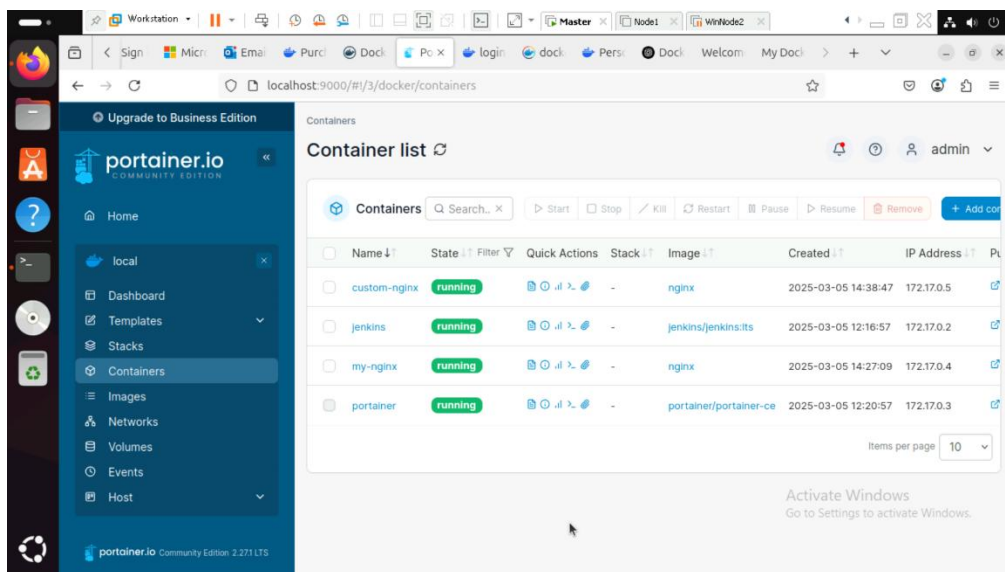 Workstation
Master
Node1
WinNode2
Sign
Micr
Emai
Purch
Dock
Po
login
dock
Perso
Dock
Welcom
My Dock
localhost:9000/#!/3/docker/containers
Upgrade to Business Edition
portainer.io
COMMUNITY EDITION
Home
local
Dashboard
Templates
Stacks
Containers
Images
Networks
Volumes
Events
Host
portainer.io Community Edition 2.27.1 LTS
Containers
Container list
admin
Containers Search.. Start Stop Kill Restart Pause Resume Remove + Add con
Name State Filter Quick Actions Stack Image Created IP Address Pu
custom-nginx running - nginx 2025-03-05 14:38:47 172.17.0.5
jenkins running - jenkins/jenkins:lts 2025-03-05 12:16:57 172.17.0.2
my-nginx running - nginx 2025-03-05 14:27:09 172.17.0.4
portainer running - portainer/portainer-ce 2025-03-05 12:20:57 172.17.0.3
Items per page 10
Activate Windows
Go to Settings to activate Windows.